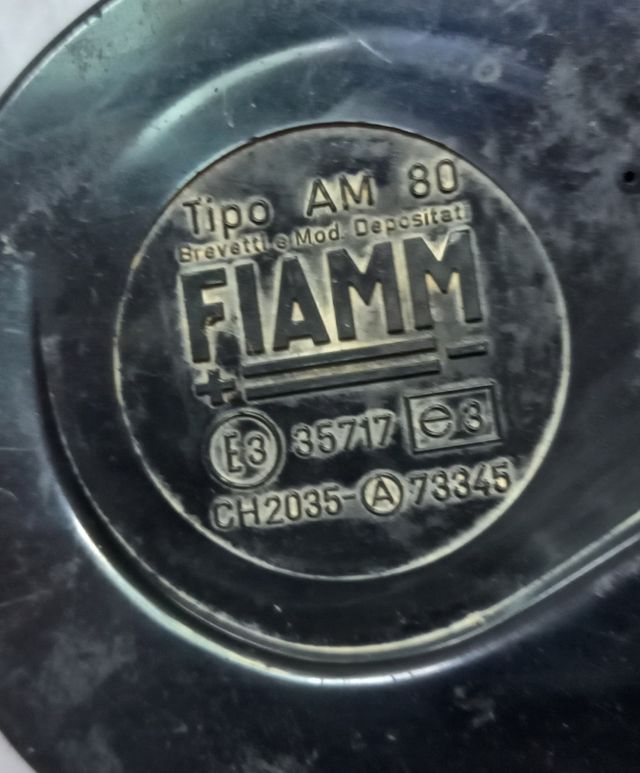 Tipo AM 80
Brevetti e Mod. Depositati
FIAMM
+ -
E3 35717 e3
CH2035-A 73345